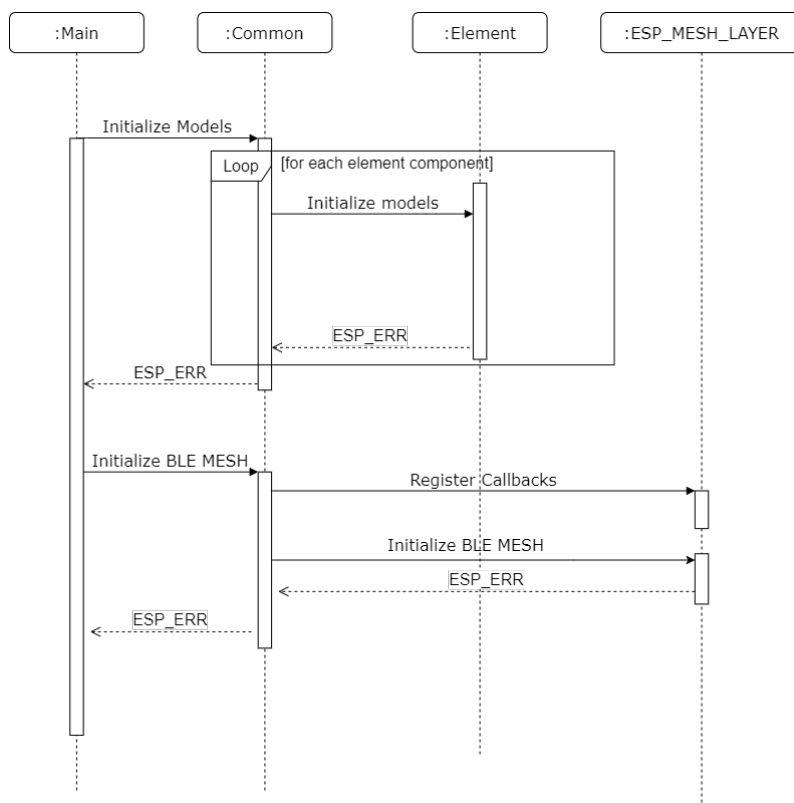 :Main
:Common
:Element
:ESP_MESH_LAYER
Initialize Models
Loop
[for each element component]
Initialize models
ESP_ERR
ESP_ERR
Initialize BLE MESH
Register Callbacks
Initialize BLE MESH
ESP_ERR
ESP_ERR